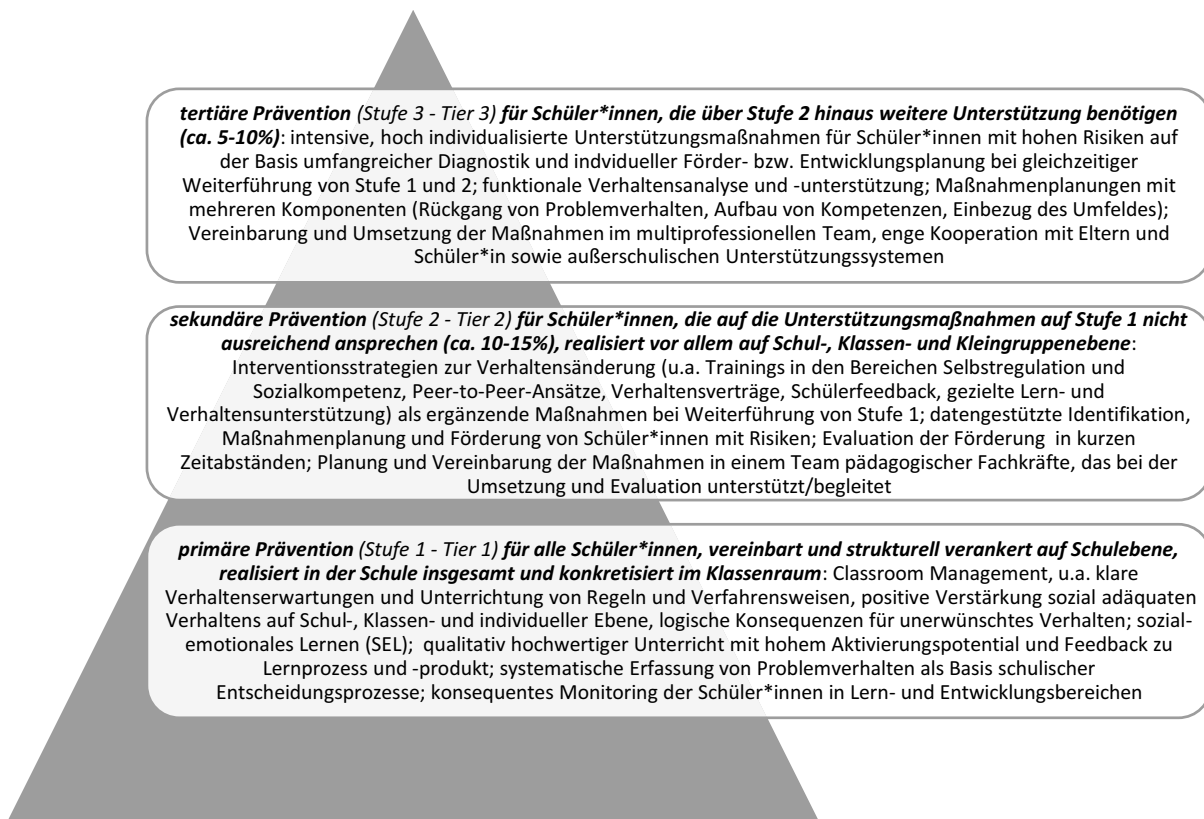 tertiäre Prävention (Stufe 3 - Tier 3) für Schüler*innen, die über Stufe 2 hinaus weitere Unterstützung benötigen
(ca. 5-10%): intensive, hoch individualisierte Unterstützungsmaßnahmen für Schüler*innen mit hohen Risiken auf
der Basis umfangreicher Diagnostik und indvidueller Förder- bzw. Entwicklungsplanung bei gleichzeitiger
Weiterführung von Stufe 1 und 2; funktionale Verhaltensanalyse und -unterstützung; Maßnahmenplanungen mit
mehreren Komponenten (Rückgang von Problemverhalten, Aufbau von Kompetenzen, Einbezug des Umfeldes);
Vereinbarung und Umsetzung der Maßnahmen im multiprofessionellen Team, enge Kooperation mit Eltern und
Schüler*in sowie außerschulischen Unterstützungssystemen
sekundäre Prävention (Stufe 2 - Tier 2) für Schüler*innen, die auf die Unterstützungsmaßnahmen auf Stufe 1 nicht
ausreichend ansprechen (ca. 10-15%), realisiert vor allem auf Schul-, Klassen- und Kleingruppenebene:
Interventionsstrategien zur Verhaltensänderung (u.a. Trainings in den Bereichen Selbstregulation und
Sozialkompetenz, Peer-to-Peer-Ansätze, Verhaltensverträge, Schülerfeedback, gezielte Lern- und
Verhaltensunterstützung) als ergänzende Maßnahmen bei Weiterführung von Stufe 1; datengestützte Identifikation,
Maßnahmenplanung und Förderung von Schüler*innen mit Risiken; Evaluation der Förderung in kurzen
Zeitabständen; Planung und Vereinbarung der Maßnahmen in einem Team pädagogischer Fachkräfte, das bei der
Umsetzung und Evaluation unterstützt/begleitet
primäre Prävention (Stufe 1 - Tier 1) für alle Schüler*innen, vereinbart und strukturell verankert auf Schulebene,
realisiert in der Schule insgesamt und konkretisiert im Klassenraum: Classroom Management, u.a. klare
Verhaltenserwartungen und Unterrichtung von Regeln und Verfahrensweisen, positive Verstärkung sozial adäquaten
Verhaltens auf Schul-, Klassen- und individueller Ebene, logische Konsequenzen für unerwünschtes Verhalten; sozial-
emotionales Lernen (SEL); qualitativ hochwertiger Unterricht mit hohem Aktivierungspotential und Feedback zu
Lernprozess und -produkt; systematische Erfassung von Problemverhalten als Basis schulischer
Entscheidungsprozesse; konsequentes Monitoring der Schüler*innen in Lern- und Entwicklungsbereichen